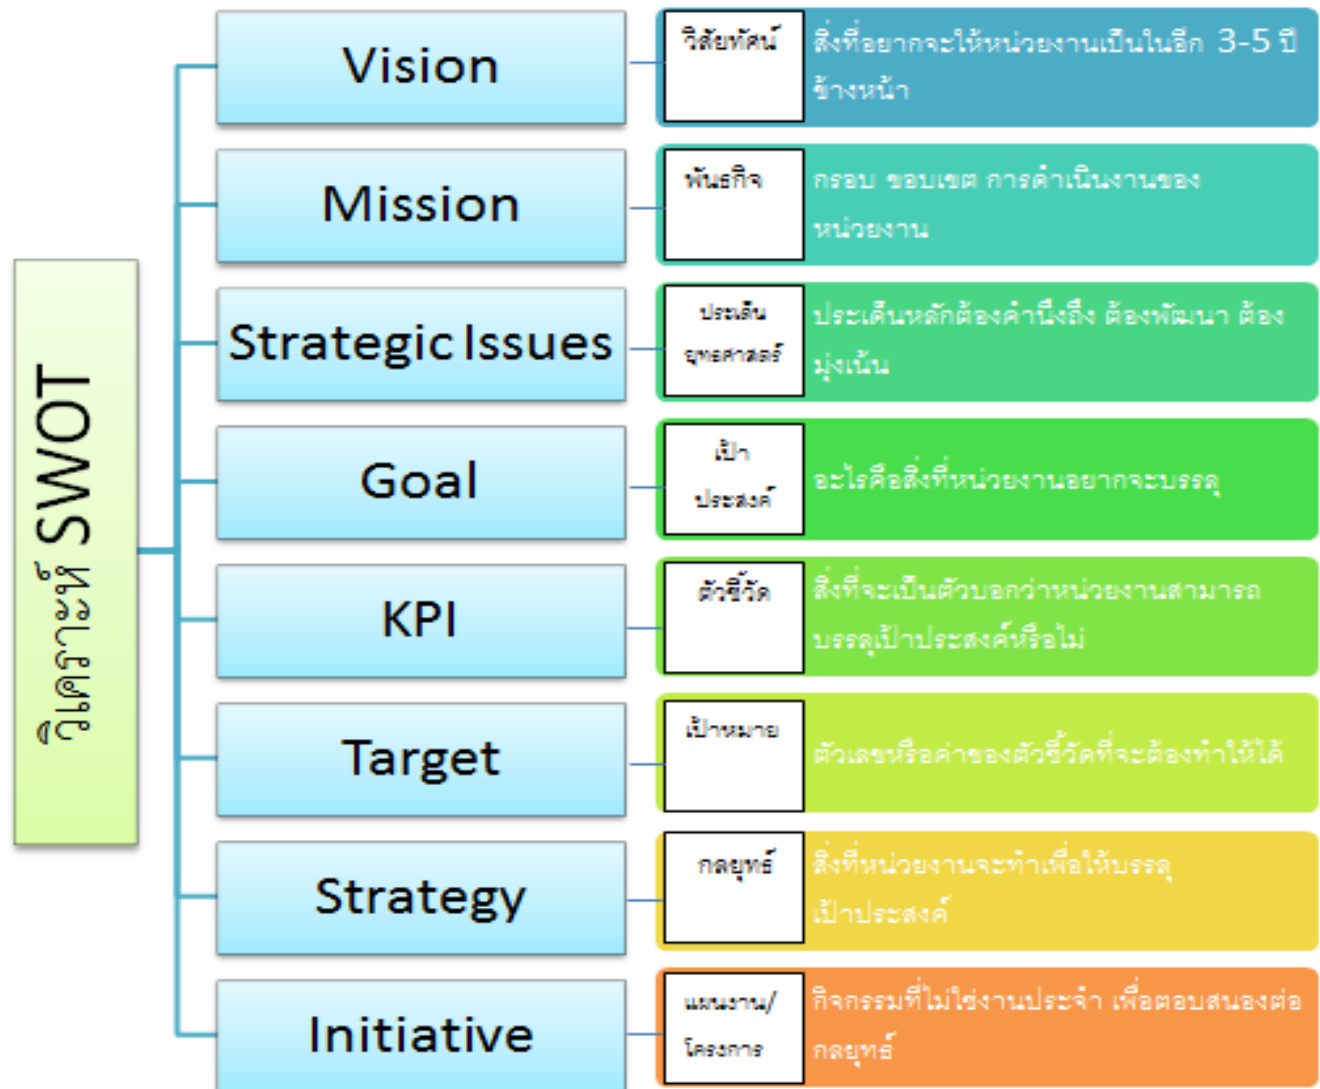 วิเคราะห์ SWOT
Vision
วิสัยทัศน์
สิ่งที่อยากจะให้หน่วยงานเป็นในอีก 3-5 ปี
ข้างหน้า
Mission
พันธกิจ
กรอบ ขอบเขต การดำเนินงานของ
หน่วยงาน
Strategic Issues
ประเด็น
ยุทธศาสตร์
ประเด็นหลักต้องคำนึงถึง ต้องพัฒนา ต้อง
มุ่งเน้น
Goal
เป้า
ประสงค์
อะไรคือสิ่งที่หน่วยงานอยากจะบรรลุ
KPI
ตัวชี้วัด
สิ่งที่จะเป็นตัวบอกว่าหน่วยงานสามารถ
บรรลุเป้าประสงค์หรือไม่
Target
เป้าหมาย
ตัวเลขหรือค่าของตัวชี้วัดที่จะต้องทำให้ได้
Strategy
กลยุทธ์
สิ่งที่หน่วยงานจะทำเพื่อให้บรรลุ
เป้าประสงค์
Initiative
แผนงาน/
โครงการ
กิจกรรมที่ไม่ใช่งานประจำ เพื่อตอบสนองต่อ
กลยุทธ์